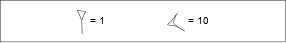 𒁹 = 1 𒌋 = 10